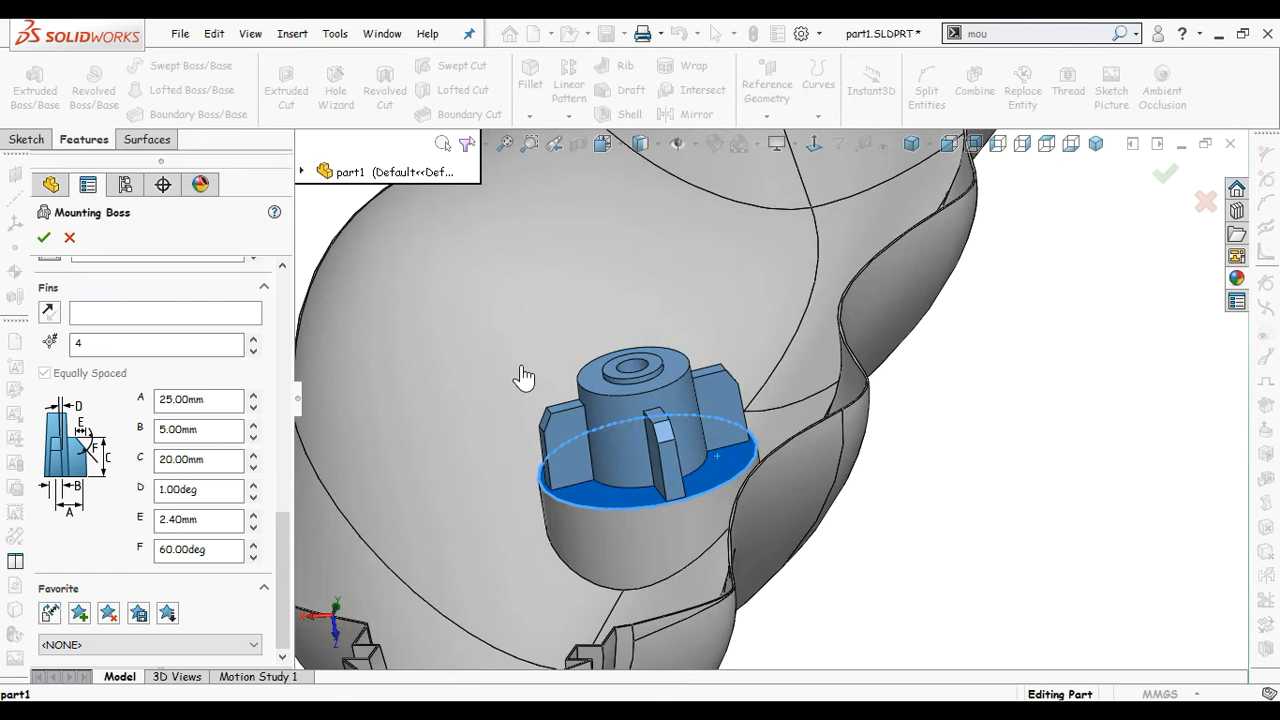 SOLIDWORKS File Edit View Insert Tools Window Help part1.SLDPRT * mou ?
Extruded Boss/Base
Revolved Boss/Base
Swept Boss/Base
Lofted Boss/Base
Boundary Boss/Base
Extruded Cut
Hole Wizard
Revolved Cut
Swept Cut
Lofted Cut
Boundary Cut
Fillet
Linear Pattern
Rib
Draft
Shell
Wrap
Intersect
Mirror
Reference Geometry
Curves
Instant3D
Split Entities
Combine
Replace Entity
Thread
Sketch Picture
Ambient Occlusion
Sketch Features Surfaces
part1 (Default<<Def...
Mounting Boss
Fins
4
Equally Spaced
A 25.00mm
B 5.00mm
C 20.00mm
D 1.00deg
E 2.40mm
F 60.00deg
D
E
F
C
B
A
Favorite
<NONE>
Y
X
Z
Model 3D Views Motion Study 1
part1 Editing Part MMGS